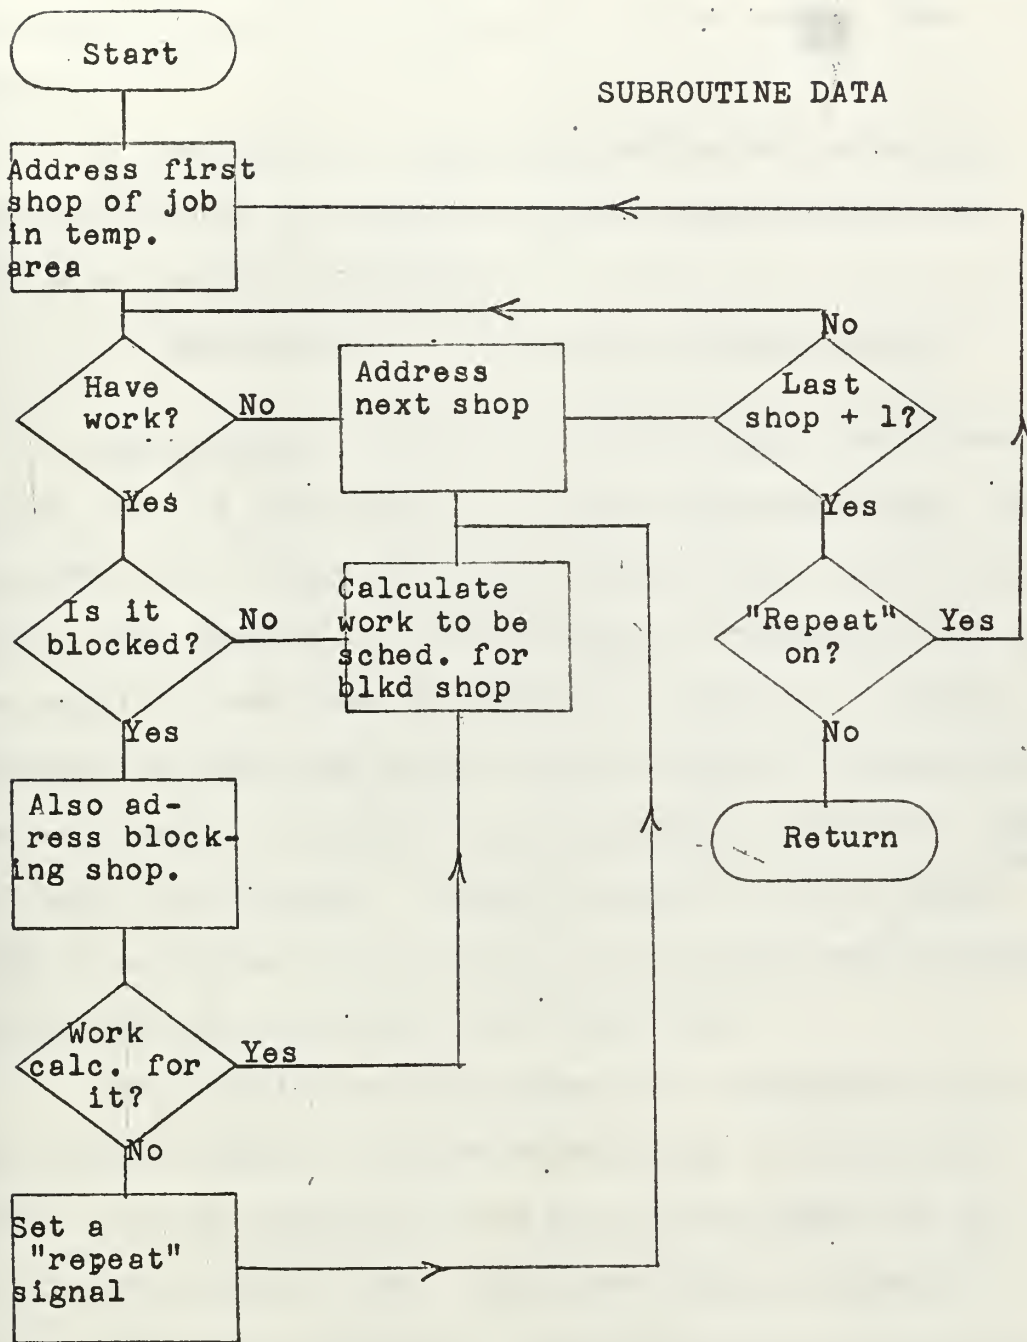 Start
SUBROUTINE DATA
Address first
shop of job
in temp.
area
Have
work?
No
Yes
Address
next shop
No
Last
shop + 1?
Yes
Is it
blocked?
No
Yes
Calculate
work to be
sched. for
blkd shop
"Repeat"
on?
Yes
No
Also ad-
ress block-
ing shop.
Return
Work
calc. for
it?
Yes
No
Set a
"repeat"
signal